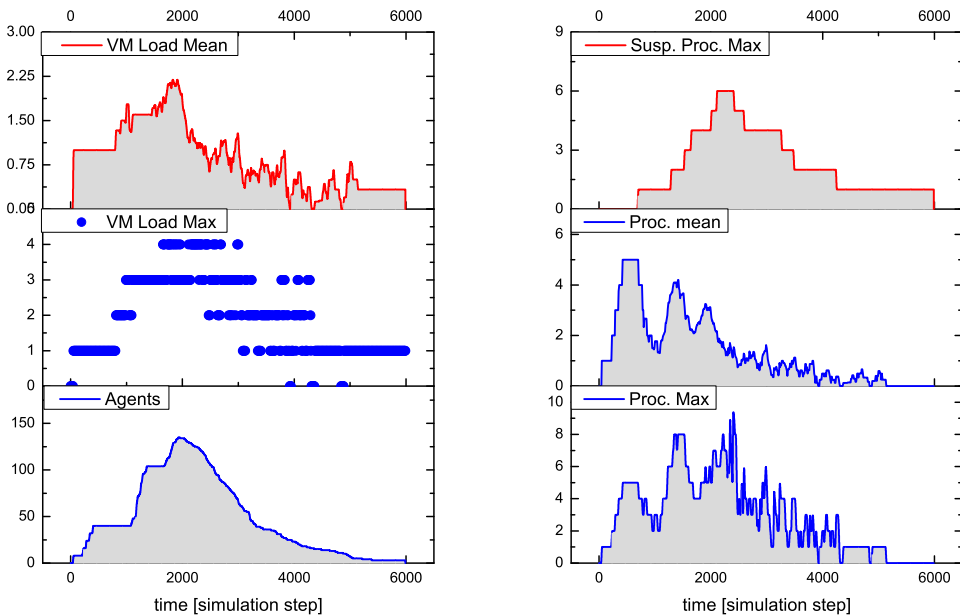 0 2000 4000 6000
0 2000 4000 6000
3.00
VM Load Mean
2.25
1.50
0.75
0.00
9
Susp. Proc. Max
6
3
0
5
VM Load Max
4
3
2
1
0
6
Proc. mean
4
2
0
Agents
150
100
50
0
10
Proc. Max
8
6
4
2
0
0 2000 4000 6000
time [simulation step]
0 2000 4000 6000
time [simulation step]